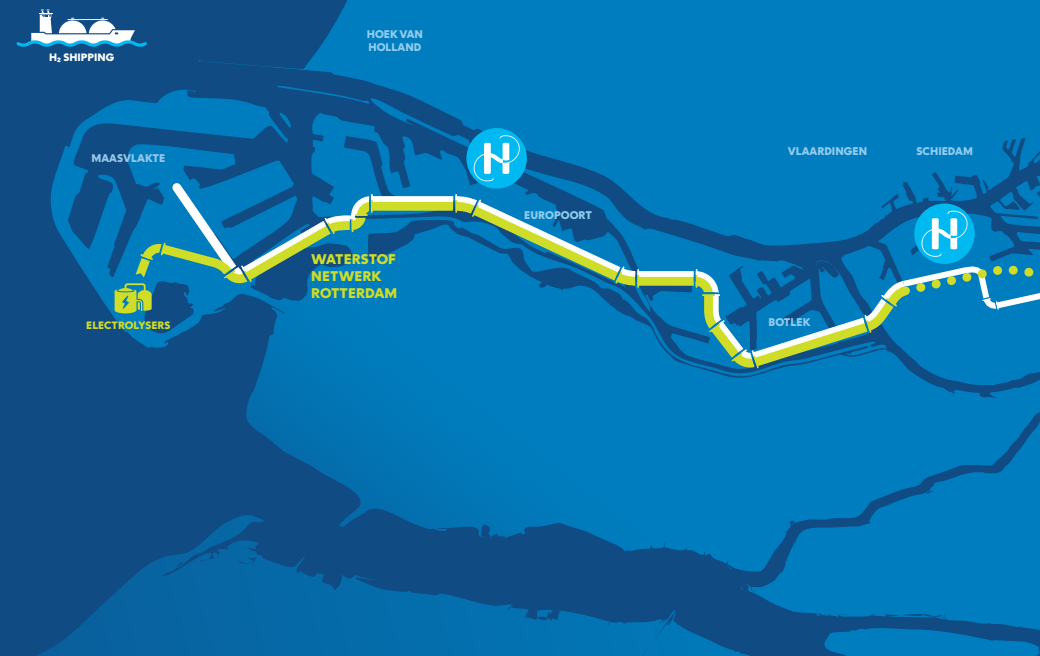 H₂ SHIPPING
HOEK VAN
HOLLAND
MAASVLAKTE
VLAARDINGEN
SCHIEDAM
H
H
EUROPOORT
WATERSTOF
NETWERK
ROTTERDAM
ELECTROLYSERS
BOTLEK